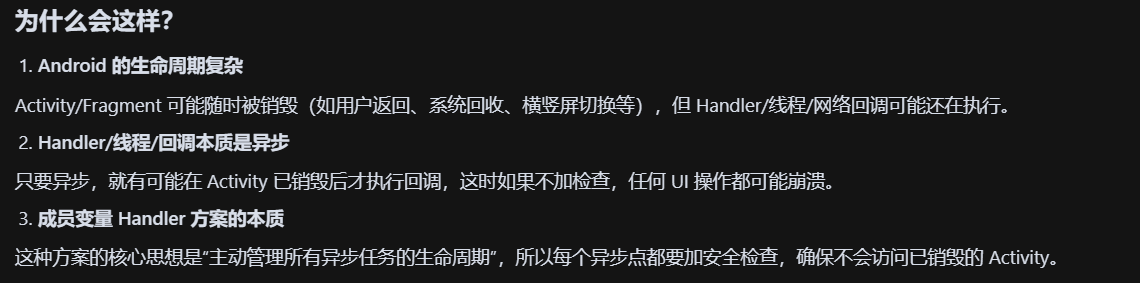 为什么会这样？
1. Android 的生命周期复杂
Activity/Fragment 可能随时被销毁（如用户返回、系统回收、横竖屏切换等），但 Handler/线程/网络回调可能还在执行。
2. Handler/线程/回调本质是异步
只要异步，就有可能在 Activity 已销毁后才执行回调，这时如果不加检查，任何 UI 操作都可能崩溃。
3. 成员变量 Handler 方案的本质
这种方案的核心思想是“主动管理所有异步任务的生命周期”，所以每个异步点都要加安全检查，确保不会访问已销毁的 Activity。